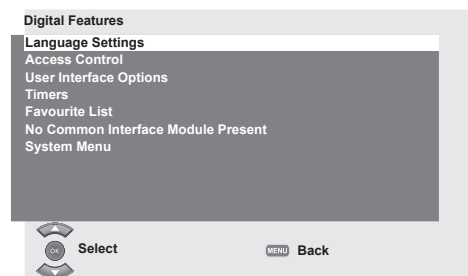 Digital Features
Language Settings
Access Control
User Interface Options
Timers
Favourite List
No Common Interface Module Present
System Menu
OK Select MENU Back